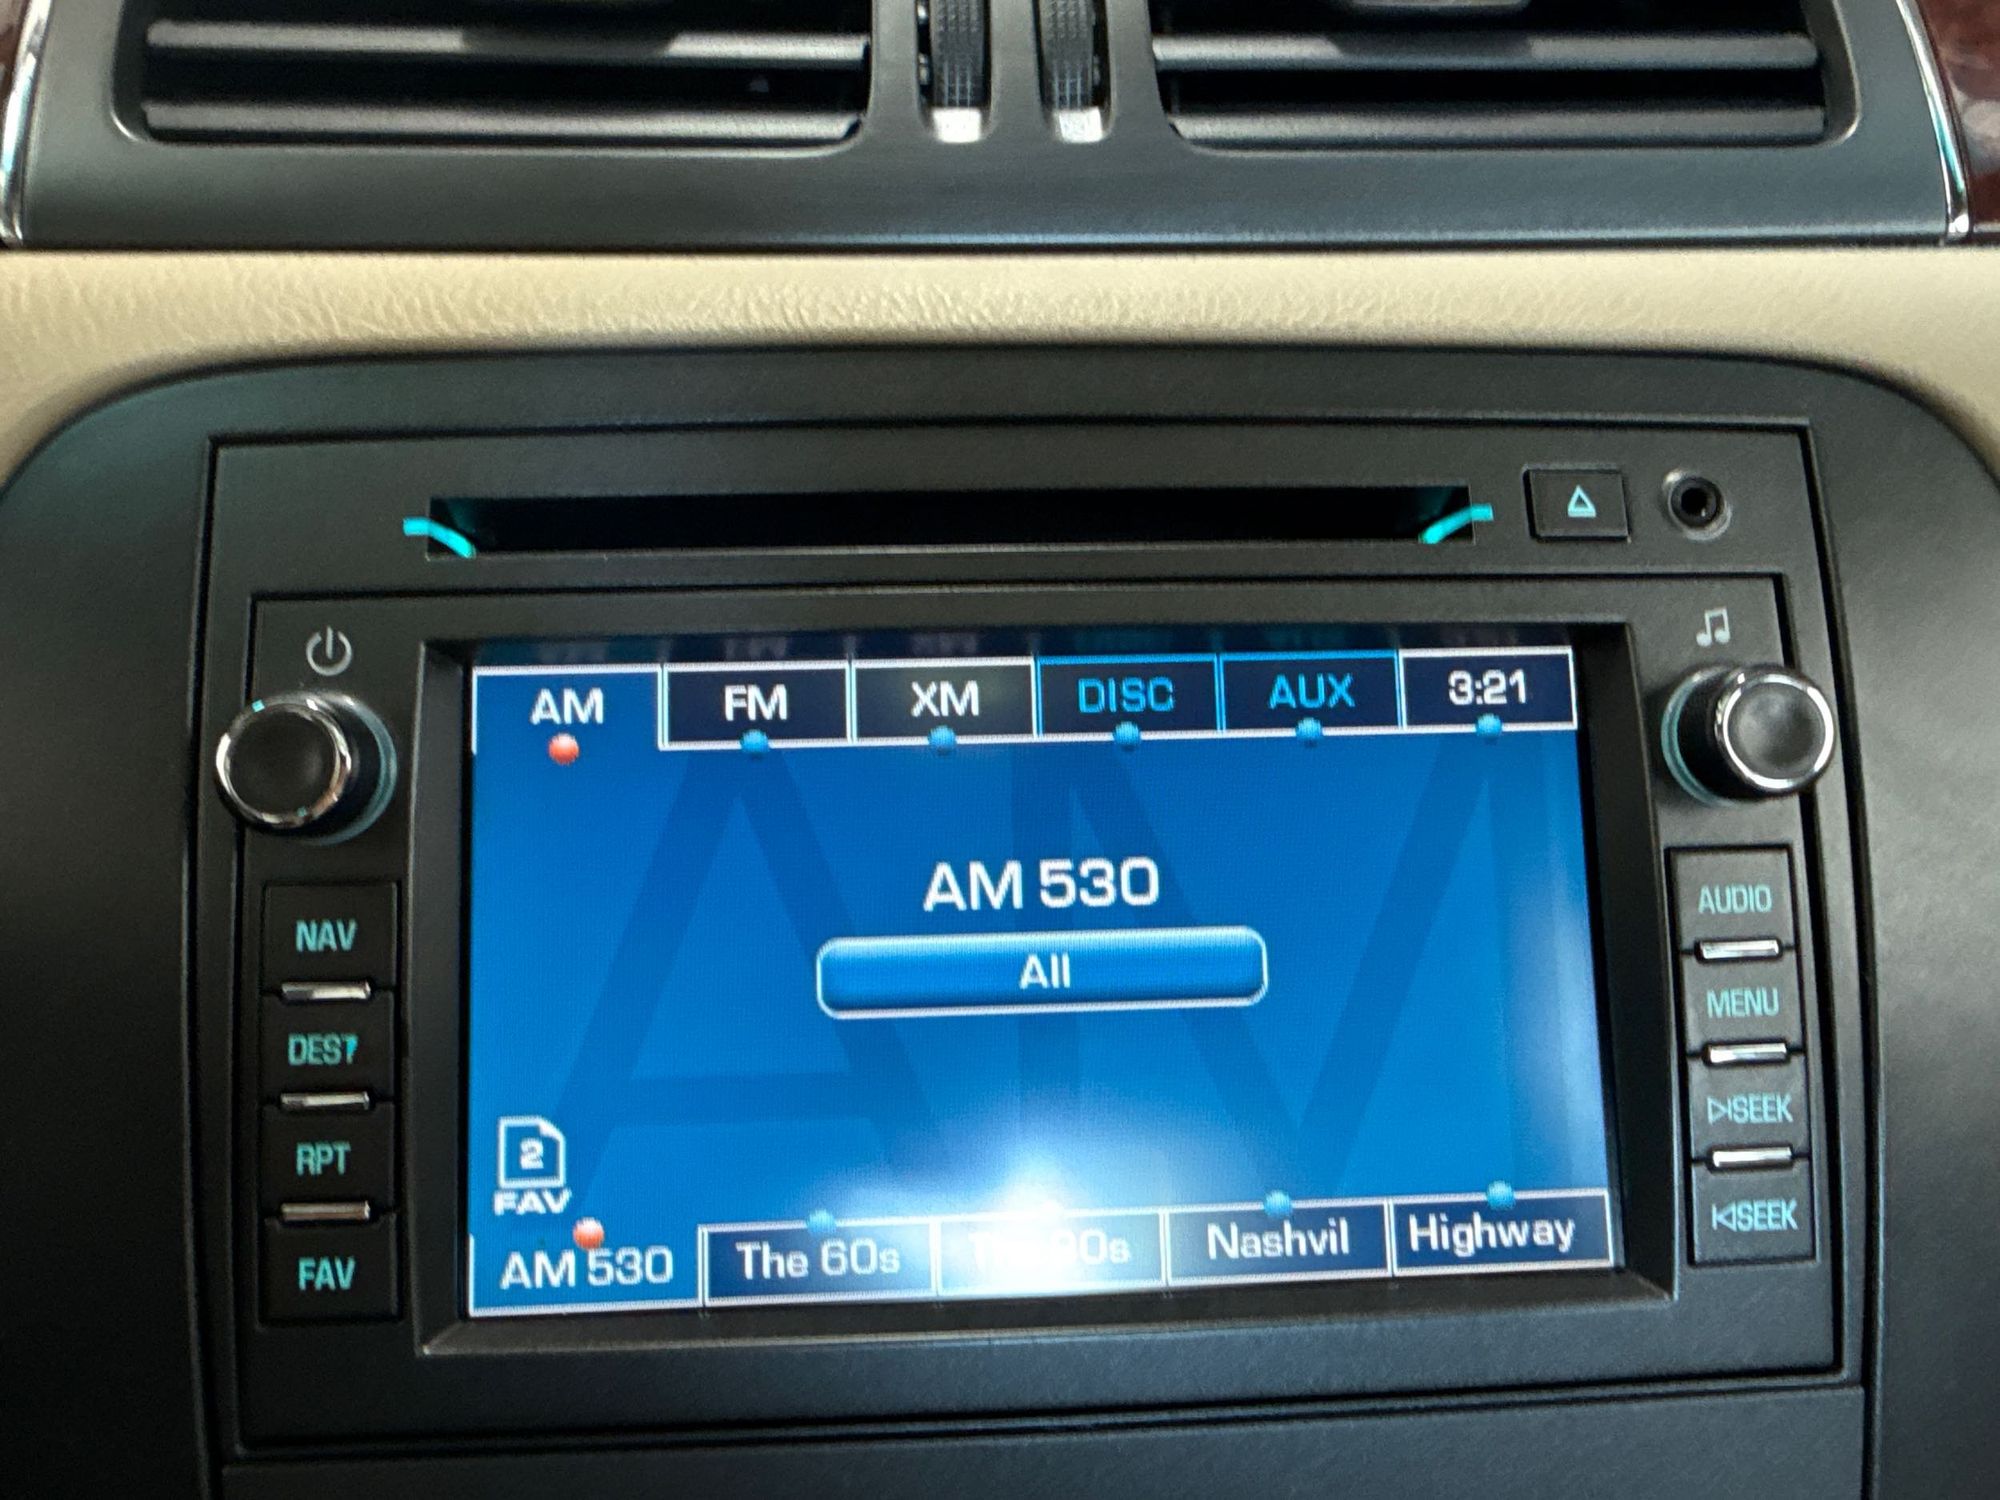 AM FM XM DISC AUX 3:21
AM 530
All
2
FAV
AM 530 The 60s Nashvil Highway
NAV
DEST
RPT
FAV
AUDIO
MENU
SEEK
SEEK